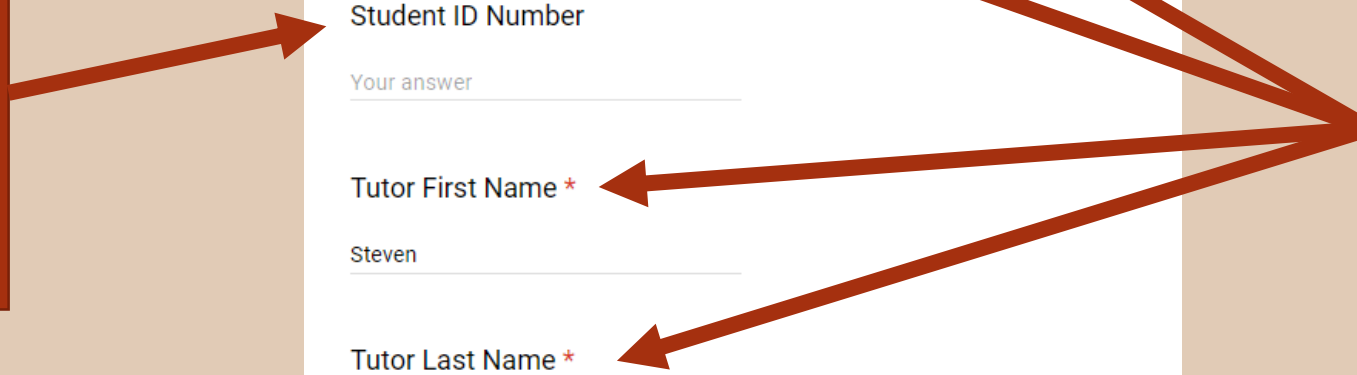 Student ID Number
Your answer
Tutor First Name *
Steven
Tutor Last Name *